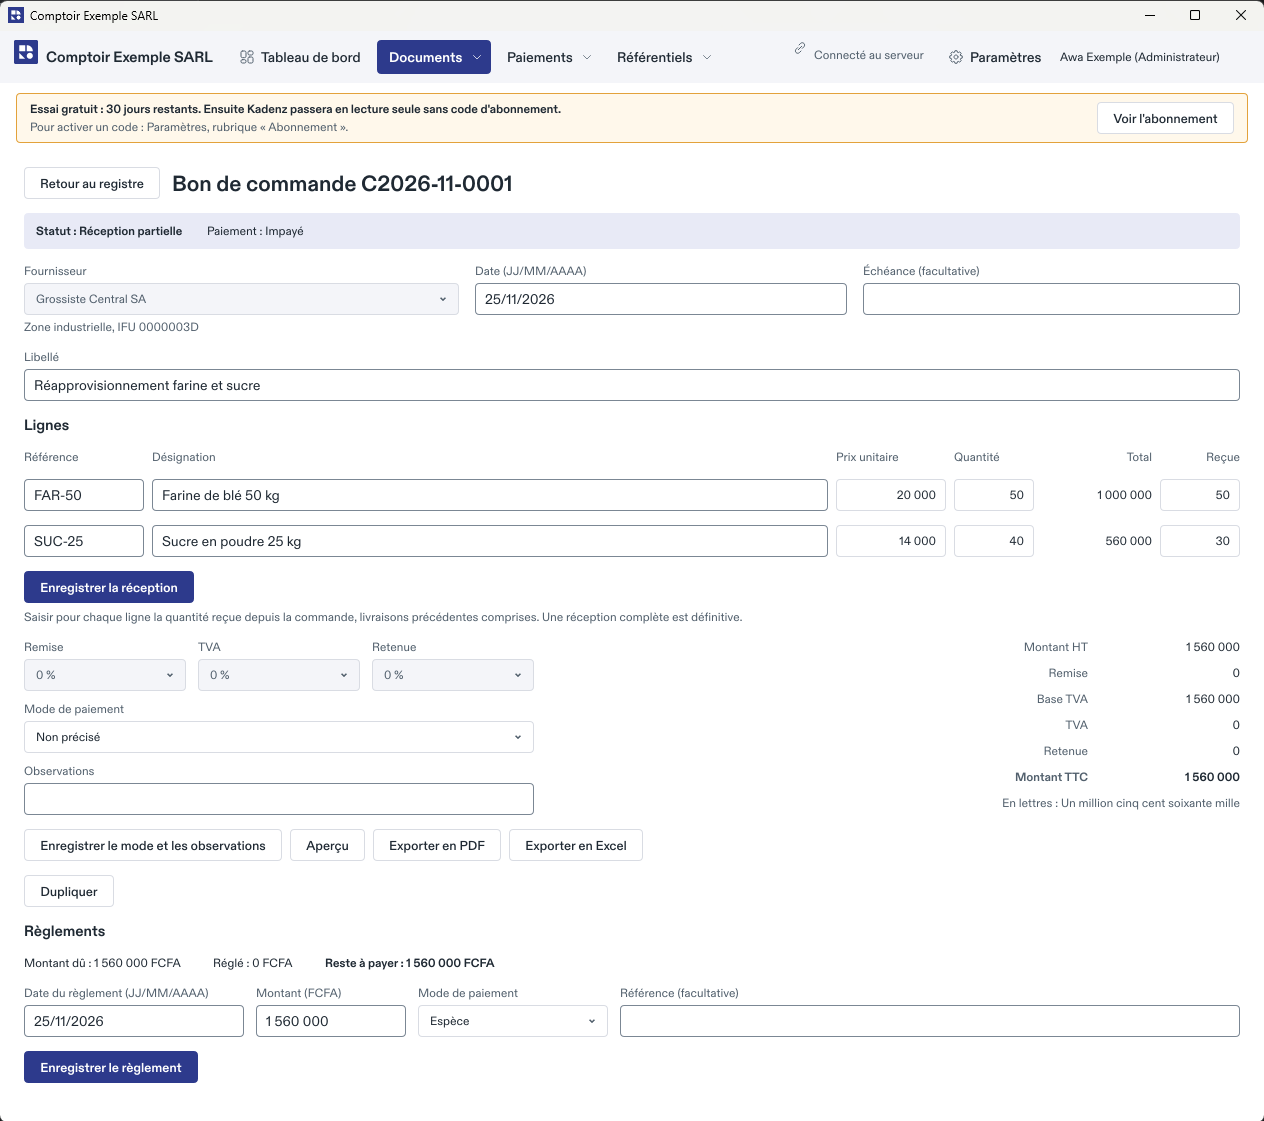 Comptoir Exemple SARL
Comptoir Exemple SARL
Tableau de bord
Documents
Paiements
Référentiels
Connecté au serveur
Paramètres
Awa Exemple (Administrateur)
Essai gratuit : 30 jours restants. Ensuite Kadenz passera en lecture seule sans code d'abonnement.
Pour activer un code : Paramètres, rubrique « Abonnement ».
Voir l'abonnement
Retour au registre
Bon de commande C2026-11-0001
Statut : Réception partielle
Paiement : Impayé
Fournisseur
Date (JJ/MM/AAAA)
Échéance (facultative)
Grossiste Central SA
25/11/2026
Zone industrielle, IFU 0000003D
Libellé
Réapprovisionnement farine et sucre
Lignes
Référence
Désignation
Prix unitaire
Quantité
Total
Reçue
FAR-50
Farine de blé 50 kg
20 000
50
1 000 000
50
SUC-25
Sucre en poudre 25 kg
14 000
40
560 000
30
Enregistrer la réception
Saisir pour chaque ligne la quantité reçue depuis la commande, livraisons précédentes comprises. Une réception complète est définitive.
Remise
TVA
Retenue
0 %
0 %
0 %
Mode de paiement
Non précisé
Observations
Montant HT
1 560 000
Remise
0
Base TVA
1 560 000
TVA
0
Retenue
0
Montant TTC
1 560 000
En lettres : Un million cinq cent soixante mille
Enregistrer le mode et les observations
Aperçu
Exporter en PDF
Exporter en Excel
Dupliquer
Règlements
Montant dû : 1 560 000 FCFA
Réglé : 0 FCFA
Reste à payer : 1 560 000 FCFA
Date du règlement (JJ/MM/AAAA)
Montant (FCFA)
Mode de paiement
Référence (facultative)
25/11/2026
1 560 000
Espèce
Enregistrer le règlement